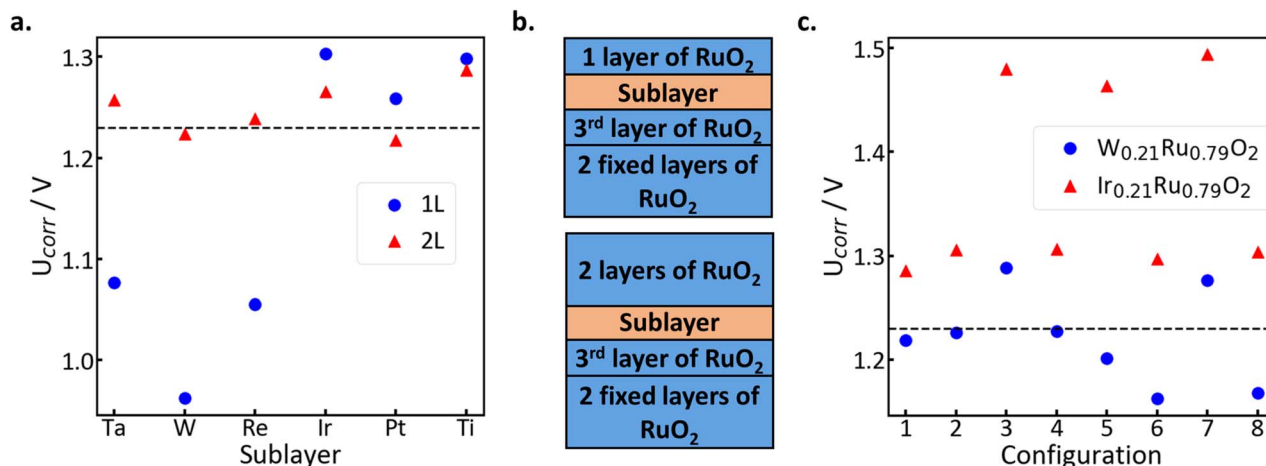 a.
U_corr / V
1.3
1.2
1.1
1.0
1L
2L
Ta W Re Ir Pt Ti
Sublayer
b.
1 layer of RuO₂
Sublayer
3ʳᵈ layer of RuO₂
2 fixed layers of
RuO₂
2 layers of RuO₂
Sublayer
3ʳᵈ layer of RuO₂
2 fixed layers of
RuO₂
c.
U_corr / V
1.5
1.4
1.3
1.2
W₀.₂₁Ru₀.₇₉O₂
Ir₀.₂₁Ru₀.₇₉O₂
1 2 3 4 5 6 7 8
Configuration